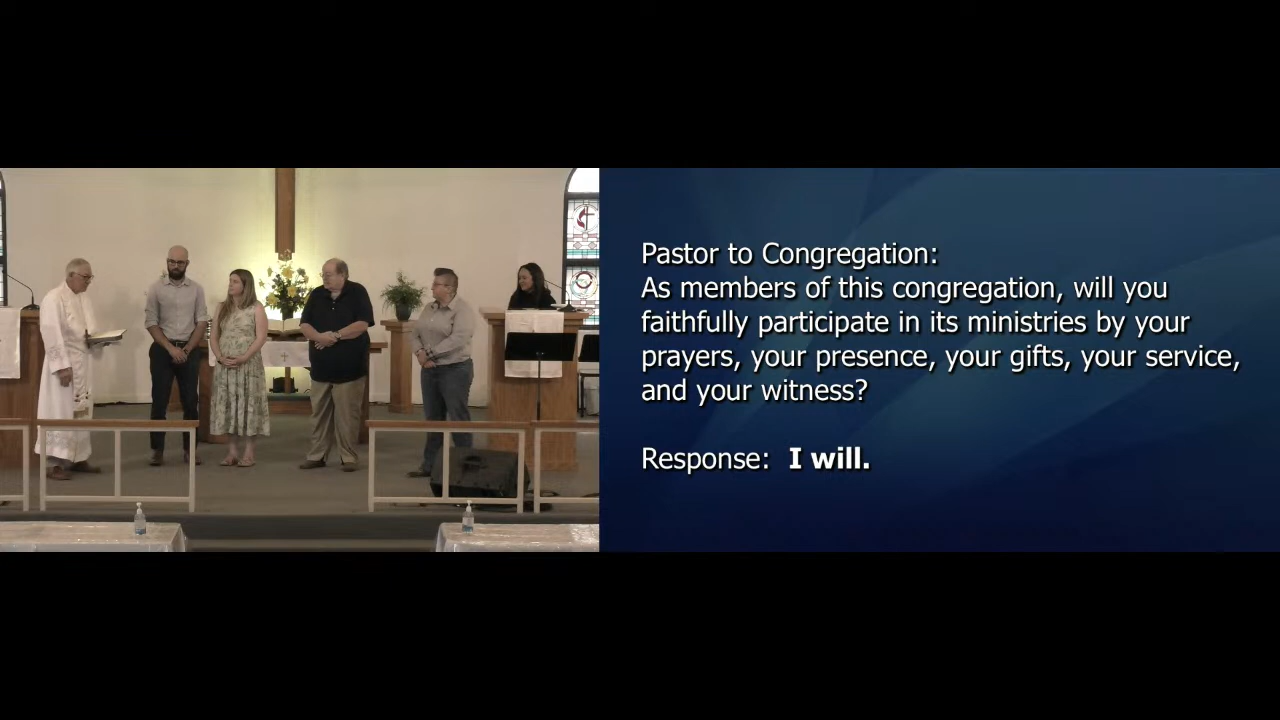 Pastor to Congregation:
As members of this congregation, will you
faithfully participate in its ministries by your
prayers, your presence, your gifts, your service,
and your witness?
Response: I will.